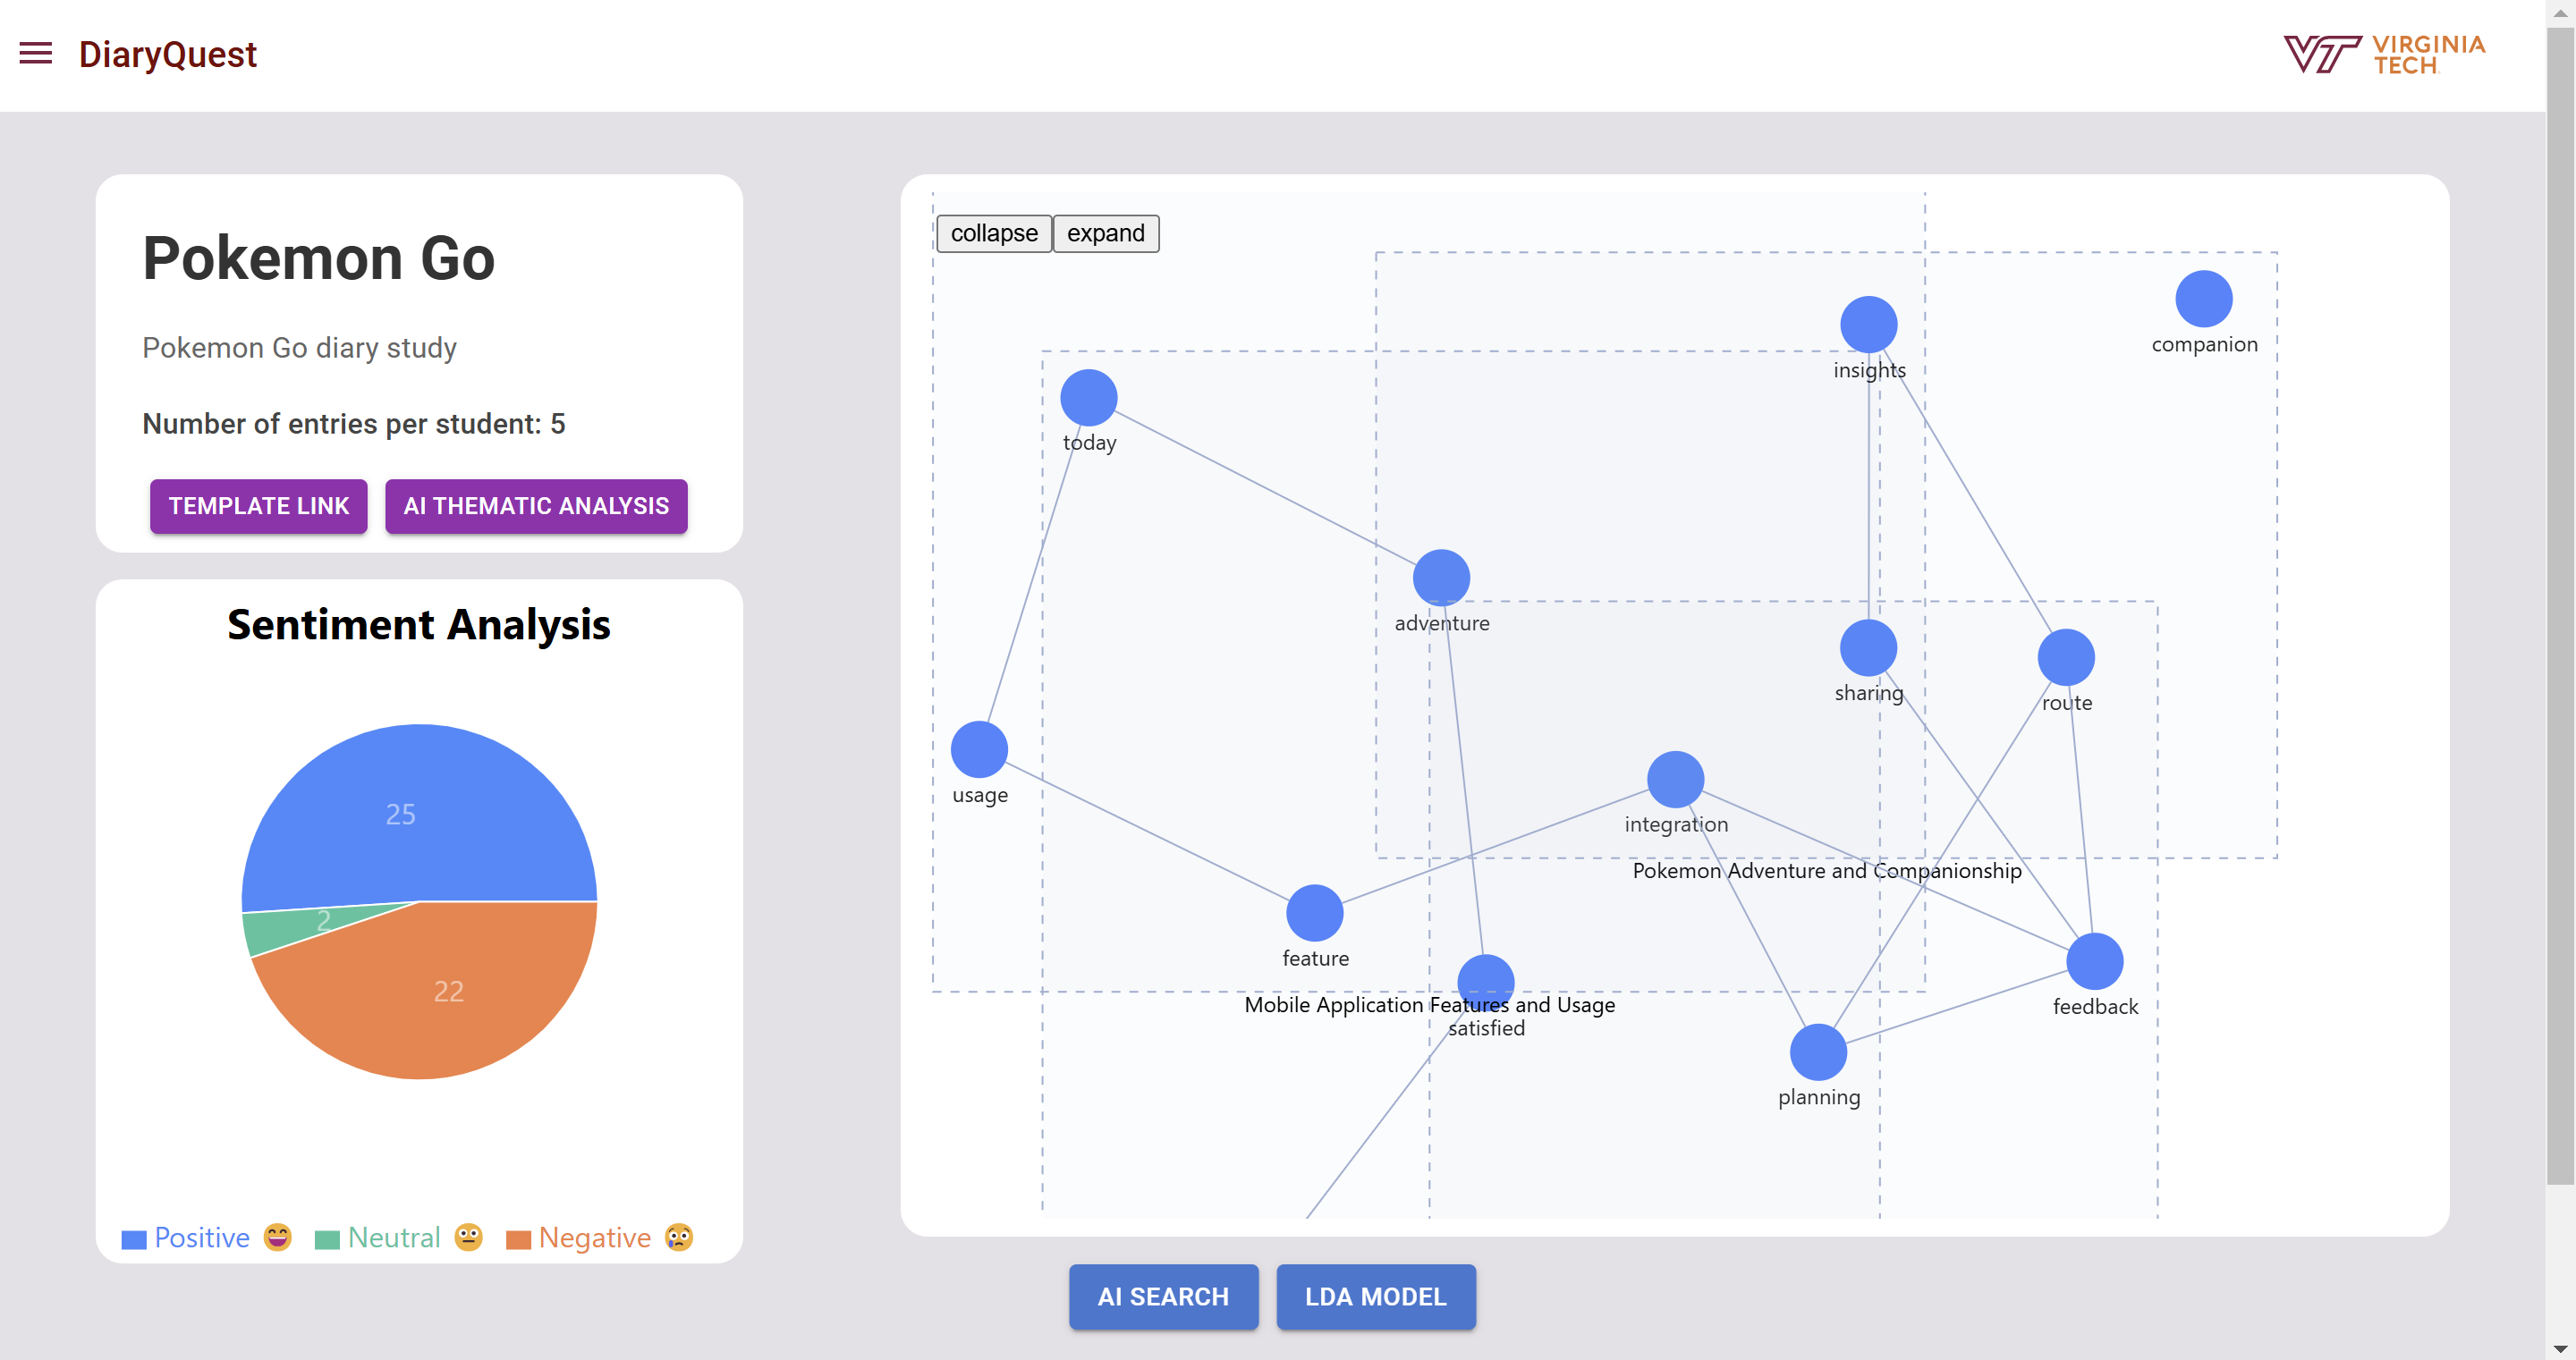 DiaryQuest
VIRGINIA
TECH
Pokemon Go
Pokemon Go diary study
Number of entries per student: 5
TEMPLATE LINK
AI THEMATIC ANALYSIS
Sentiment Analysis
25
2
22
Positive
Neutral
Negative
collapse
expand
companion
insights
today
adventure
sharing
route
usage
integration
Pokemon Adventure and Companionship
feature
Mobile Application Features and Usage
satisfied
feedback
planning
AI SEARCH
LDA MODEL